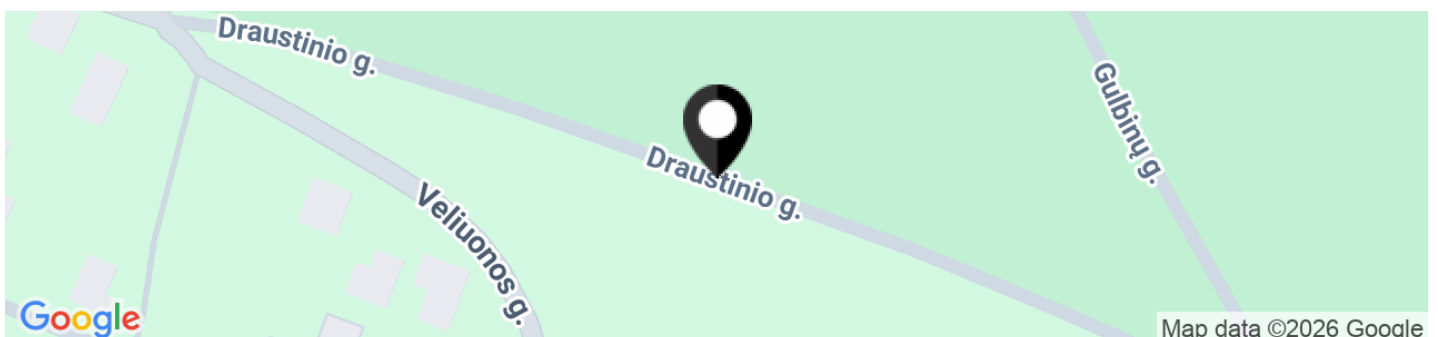 Draustinio g.
Gulbinų g.
Draustinio g.
Veliuonos g.
Google
Map data ©2026 Google